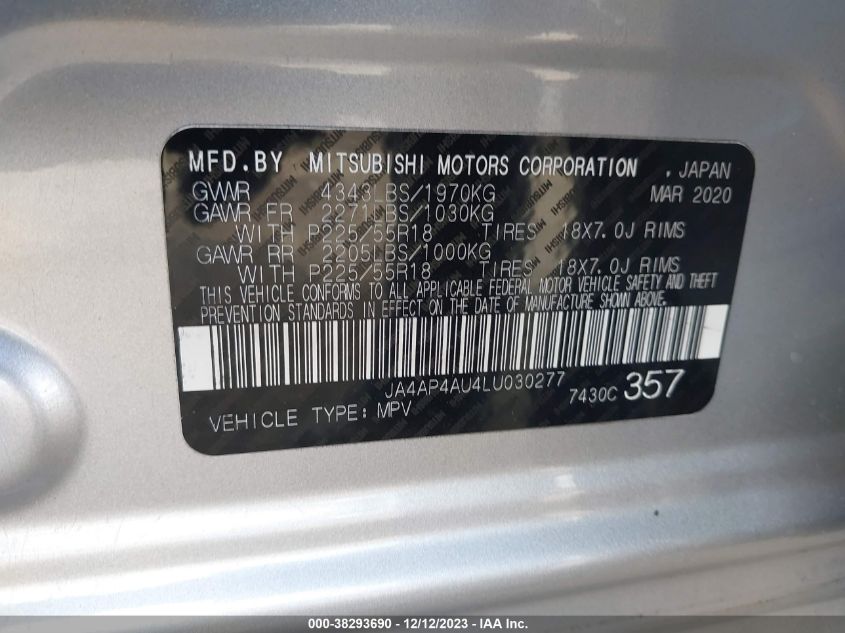 MFD.BY MITSUBISHI MOTORS CORPORATION . JAPAN
GVWR 4343LBS/1970KG MAR 2020
GAWR FR 2271LBS/1030KG
WITH P225/55R18 TIRES 18X7.0J RIMS
GAWR RR 2205LBS/1000KG
WITH P225/55R18 TIRES 18X7.0J RIMS
THIS VEHICLE CONFORMS TO ALL APPLICABLE FEDERAL MOTOR VEHICLE SAFETY AND THEFT
PREVENTION STANDARDS IN EFFECT ON THE DATE OF MANUFACTURE SHOWN ABOVE.
JA4AP4AU4LU030277
7430C 357
VEHICLE TYPE: MPV
000-38293690 - 12/12/2023 - IAA Inc.